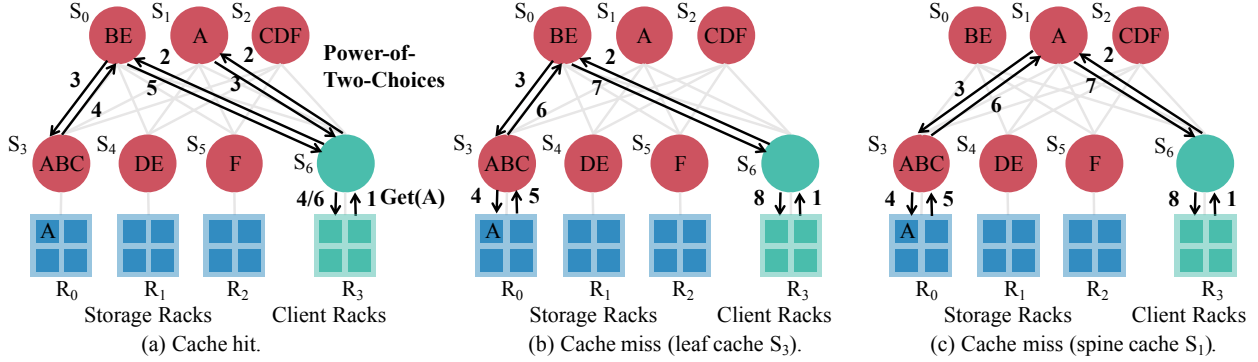 S0 BE S1 A S2 CDF
Power-of-
Two-Choices
2 2
3 5 3
4
S3 ABC S4 DE S5 F S6
4/6 1 Get(A)
A
R0 R1 R2 R3
Storage Racks Client Racks
(a) Cache hit.
S0 BE S1 A S2 CDF
3 2
6 7
S3 ABC S4 DE S5 F S6
4 5 8 1
A
R0 R1 R2 R3
Storage Racks Client Racks
(b) Cache miss (leaf cache S3).
S0 BE S1 A S2 CDF
3 2
6 7
S3 ABC S4 DE S5 F S6
4 5 8 1
A
R0 R1 R2 R3
Storage Racks Client Racks
(c) Cache miss (spine cache S1).